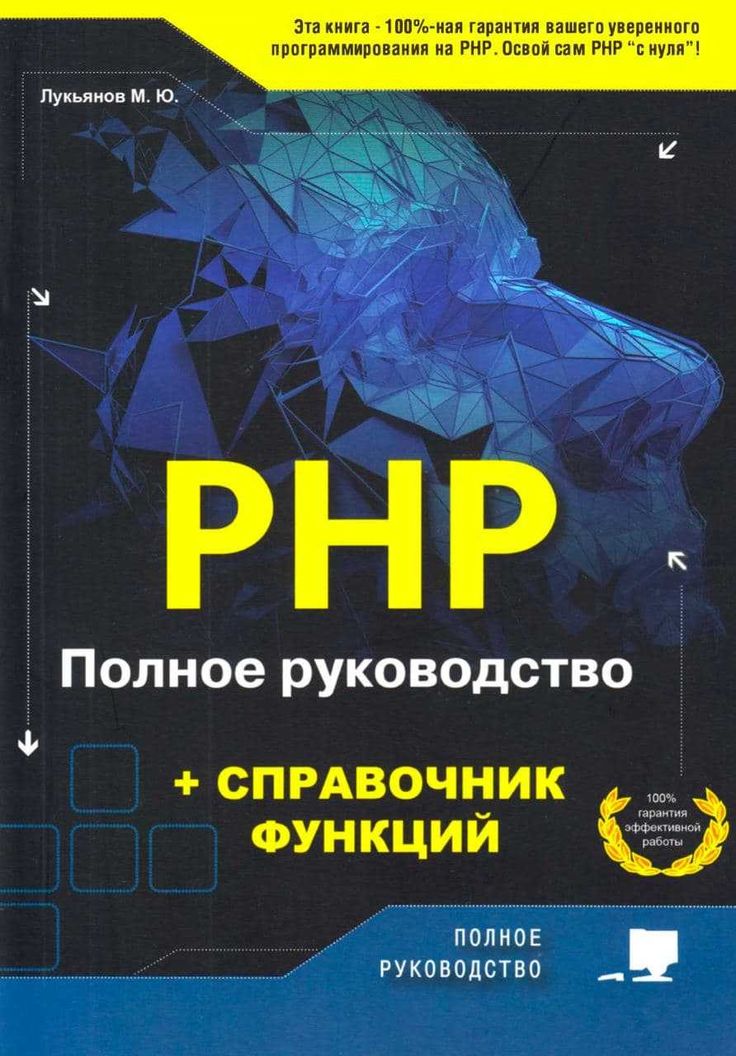 Эта книга - 100%-ная гарантия вашего уверенного
программирования на PHP. Освой сам PHP “с нуля”!
Лукьянов М. Ю.
PHP
Полное руководство
+ СПРАВОЧНИК
ФУНКЦИЙ
100%
гарантия
эффективной
работы
ПОЛНОЕ
РУКОВОДСТВО